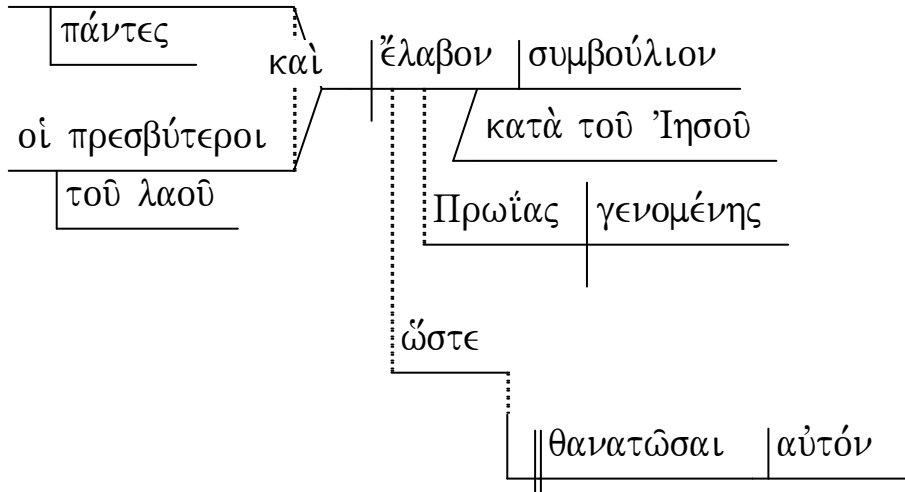 πάντες
καὶ
ἔλαβον συμβούλιον
οἱ πρεσβύτεροι
κατὰ τοῦ Ἰησοῦ
τοῦ λαοῦ
Πρωΐας γενομένης
ὥστε
θανατῶσαι αὐτόν